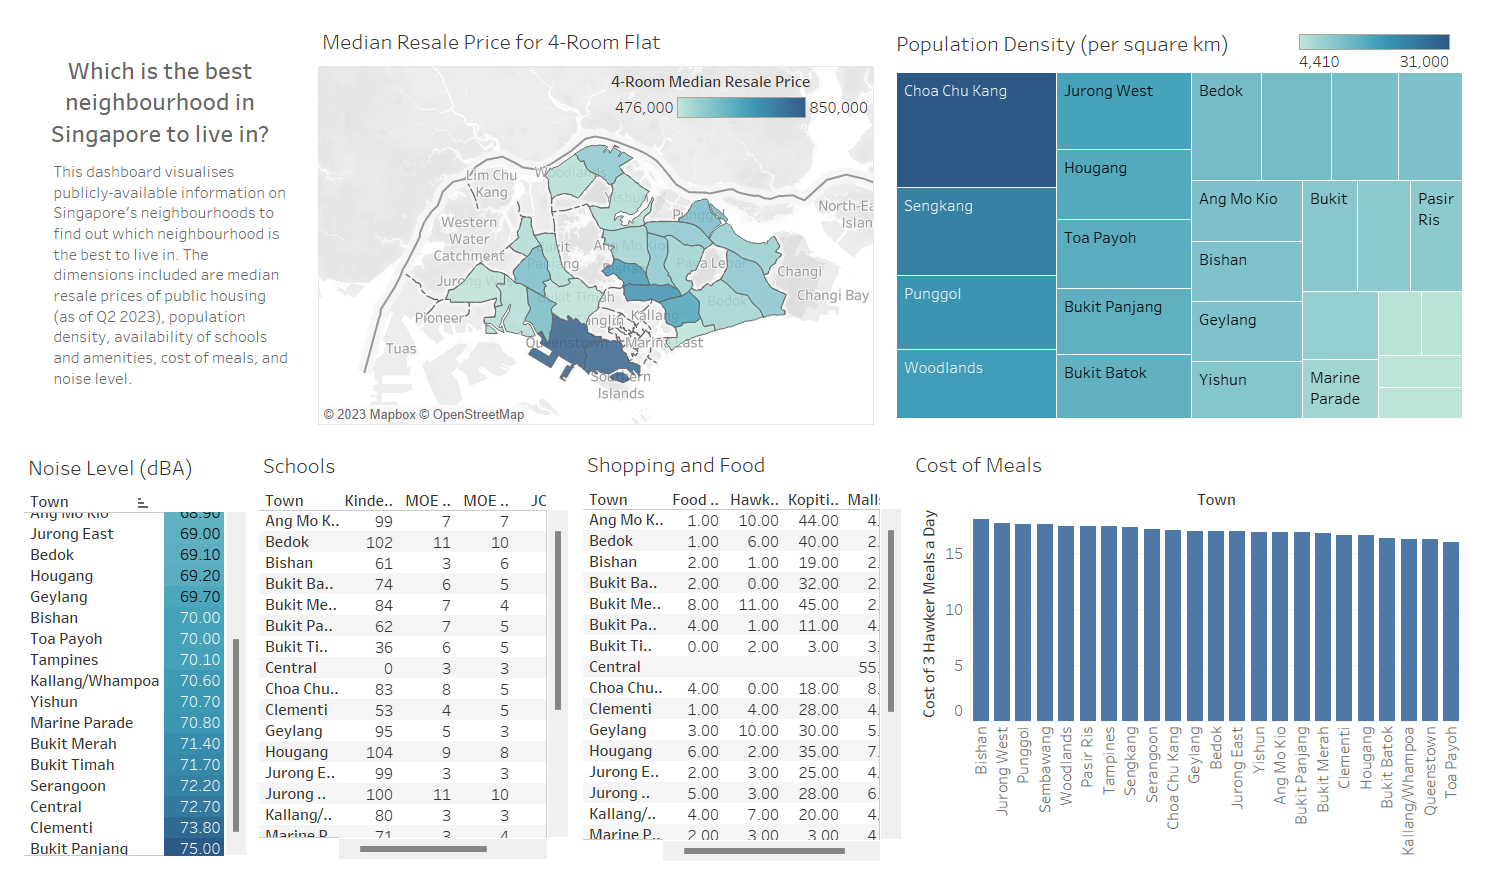 Which is the best
neighbourhood in
Singapore to live in?
This dashboard visualises
publicly-available information on
Singapore's neighbourhoods to
find out which neighbourhood is
the best to live in. The
dimensions included are median
resale prices of public housing
(as of Q2 2023), population
density, availability of schools
and amenities, cost of meals, and
noise level.
Median Resale Price for 4-Room Flat
4-Room Median Resale Price
476,000 850,000
Lim Chu
Kang
Woodlands
Yishun
Punggol
North-Ea
Islan
Western
Water
Catchment
Bukit
Panjang
Ang Mo Kio
Bishan
Paya Lebar
Changi
Changi Bay
Jurong We
Bukit Timah
Bedok
Pioneer
Tanglin
Kallang
Tuas
Queenstown
Marina East
Southern
Islands
© 2023 Mapbox © OpenStreetMap
Population Density (per square km)
4,410 31,000
Choa Chu Kang
Sengkang
Punggol
Woodlands
Jurong West
Hougang
Toa Payoh
Bukit Panjang
Bukit Batok
Bedok
Ang Mo Kio
Bishan
Geylang
Yishun
Bukit
Pasir
Ris
Marine
Parade
Noise Level (dBA)
Town
Ang Mo Kio 68.90
Jurong East 69.00
Bedok 69.10
Hougang 69.20
Geylang 69.70
Bishan 70.00
Toa Payoh 70.00
Tampines 70.10
Kallang/Whampoa 70.60
Yishun 70.70
Marine Parade 70.80
Bukit Merah 71.40
Bukit Timah 71.70
Serangoon 72.20
Central 72.70
Clementi 73.80
Bukit Panjang 75.00
Schools
Town Kinde.. MOE .. MOE .. JC
Ang Mo K.. 99 7 7
Bedok 102 11 10
Bishan 61 3 6
Bukit Ba.. 74 6 5
Bukit Me.. 84 7 4
Bukit Pa.. 62 7 5
Bukit Ti.. 36 6 5
Central 0 3 3
Choa Chu.. 83 8 5
Clementi 53 4 5
Geylang 95 5 3
Hougang 104 9 8
Jurong E.. 99 3 3
Jurong .. 100 11 10
Kallang/.. 80 3 3
Marine P.. 71 3 4
Shopping and Food
Town Food .. Hawk.. Kopiti.. Malls
Ang Mo K.. 1.00 10.00 44.00 4.
Bedok 1.00 6.00 40.00 2.
Bishan 2.00 1.00 19.00 2.
Bukit Ba.. 2.00 0.00 32.00 2.
Bukit Me.. 8.00 11.00 45.00 2.
Bukit Pa.. 4.00 1.00 11.00 4.
Bukit Ti.. 0.00 2.00 3.00 3.
Central 55.
Choa Chu.. 4.00 0.00 18.00 8.
Clementi 1.00 4.00 28.00 4.
Geylang 3.00 10.00 30.00 5.
Hougang 6.00 2.00 35.00 7.
Jurong E.. 2.00 3.00 25.00 4.
Jurong .. 5.00 3.00 28.00 6.
Kallang/.. 4.00 7.00 20.00 4.
Marine P... 2.00 3.00 3.00 4.
Cost of Meals
Town
Cost of 3 Hawker Meals a Day
15
10
5
0
Bishan
Jurong West
Punggol
Sembawang
Woodlands
Pasir Ris
Tampines
Sengkang
Serangoon
Choa Chu Kang
Geylang
Bedok
Jurong East
Yishun
Ang Mo Kio
Bukit Panjang
Bukit Merah
Clementi
Hougang
Bukit Batok
Kallang/Whampoa
Queenstown
Toa Payoh